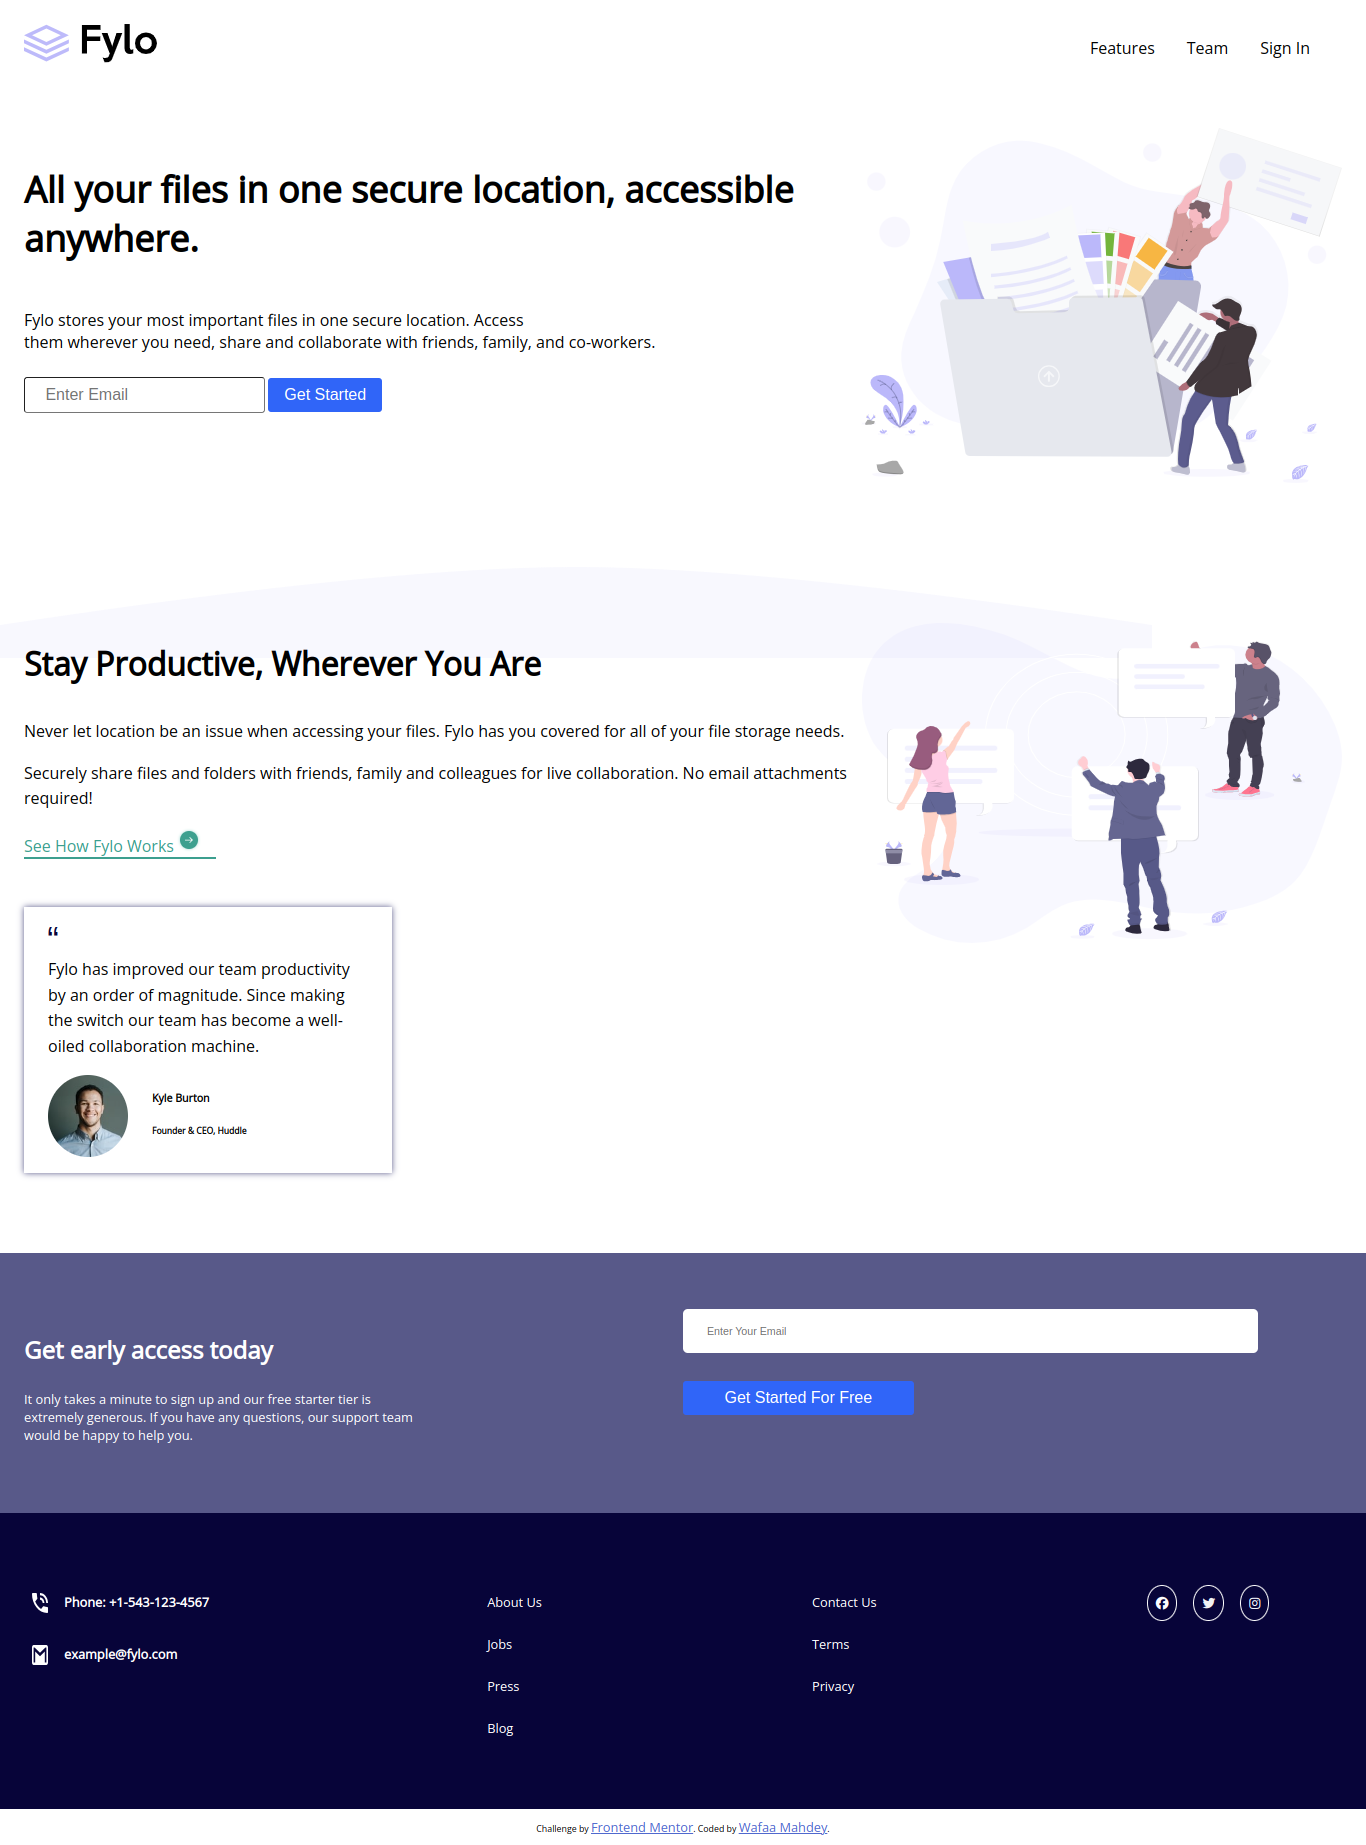 Fylo
Features Team Sign In
All your files in one secure location, accessible
anywhere.
Fylo stores your most important files in one secure location. Access
them wherever you need, share and collaborate with friends, family, and co-workers.
Enter Email Get Started
Stay Productive, Wherever You Are
Never let location be an issue when accessing your files. Fylo has you covered for all of your file storage needs.
Securely share files and folders with friends, family and colleagues for live collaboration. No email attachments
required!
See How Fylo Works
“
Fylo has improved our team productivity
by an order of magnitude. Since making
the switch our team has become a well-
oiled collaboration machine.
Kyle Burton
Founder & CEO, Huddle
Get early access today
It only takes a minute to sign up and our free starter tier is
extremely generous. If you have any questions, our support team
would be happy to help you.
Enter Your Email
Get Started For Free
Phone: +1-543-123-4567
example@fylo.com
About Us
Jobs
Press
Blog
Contact Us
Terms
Privacy
Challenge by Frontend Mentor. Coded by Wafaa Mahdey.